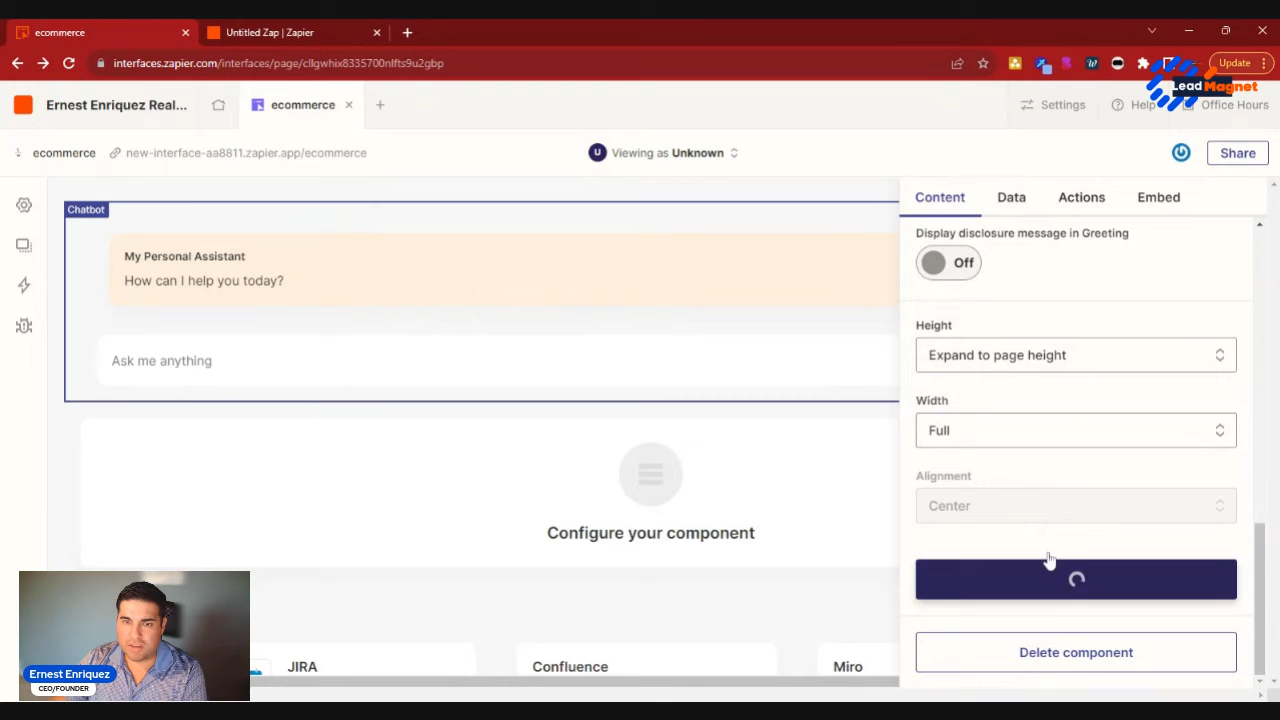 ecommerce
Untitled Zap | Zapier
interfaces.zapier.com/interfaces/page/cllgwhix8335700nlfts9u2gbp
Update
Lead Magnet
Ernest Enriquez Real...
ecommerce
Settings
Help
Office Hours
ecommerce
new-interface-aa8811.zapier.app/ecommerce
U
Viewing as Unknown
Share
Chatbot
My Personal Assistant
How can I help you today?
Ask me anything
Configure your component
JIRA
Confluence
Miro
Content
Data
Actions
Embed
Display disclosure message in Greeting
Off
Height
Expand to page height
Width
Full
Alignment
Center
Delete component
Ernest Enriquez
CEO/FOUNDER